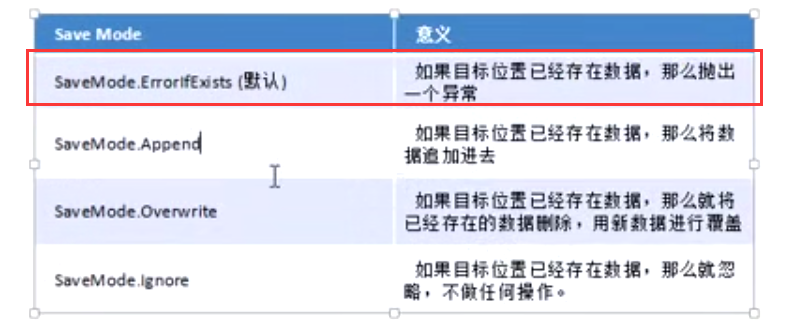 Save Mode
意义
SaveMode.ErrorIfExists (默认)
如果目标位置已经存在数据，那么抛出
一个异常
SaveMode.Append
如果目标位置已经存在数据，那么将数
据追加进去
SaveMode.Overwrite
如果目标位置已经存在数据，那么就将
已经存在的数据删除，用新数据进行覆盖
SaveMode.Ignore
如果目标位置已经存在数据，那么就忽
略，不做任何操作。